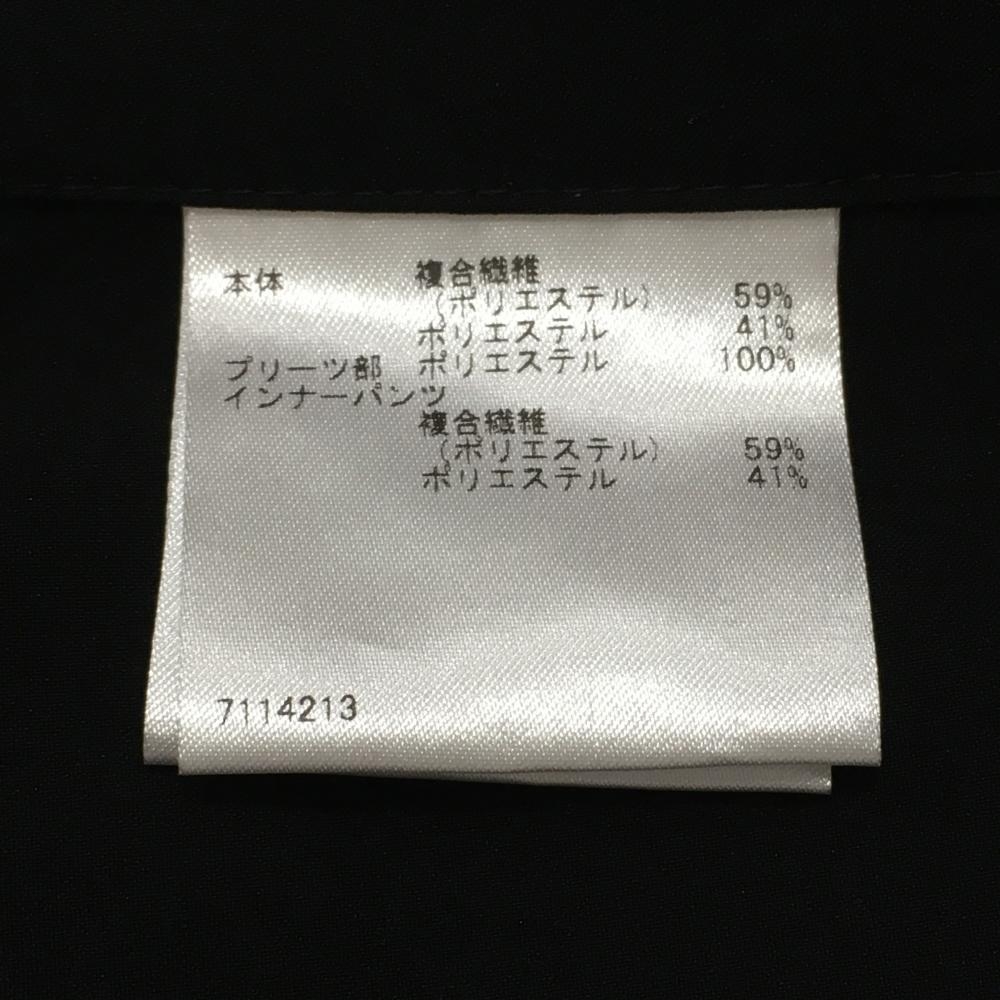 本体 複合繊維
(ポリエステル) 59%
ポリエステル 41%
プリーツ部 ポリエステル 100%
インナーパンツ
複合繊維
(ポリエステル) 59%
ポリエステル 41%
7114213